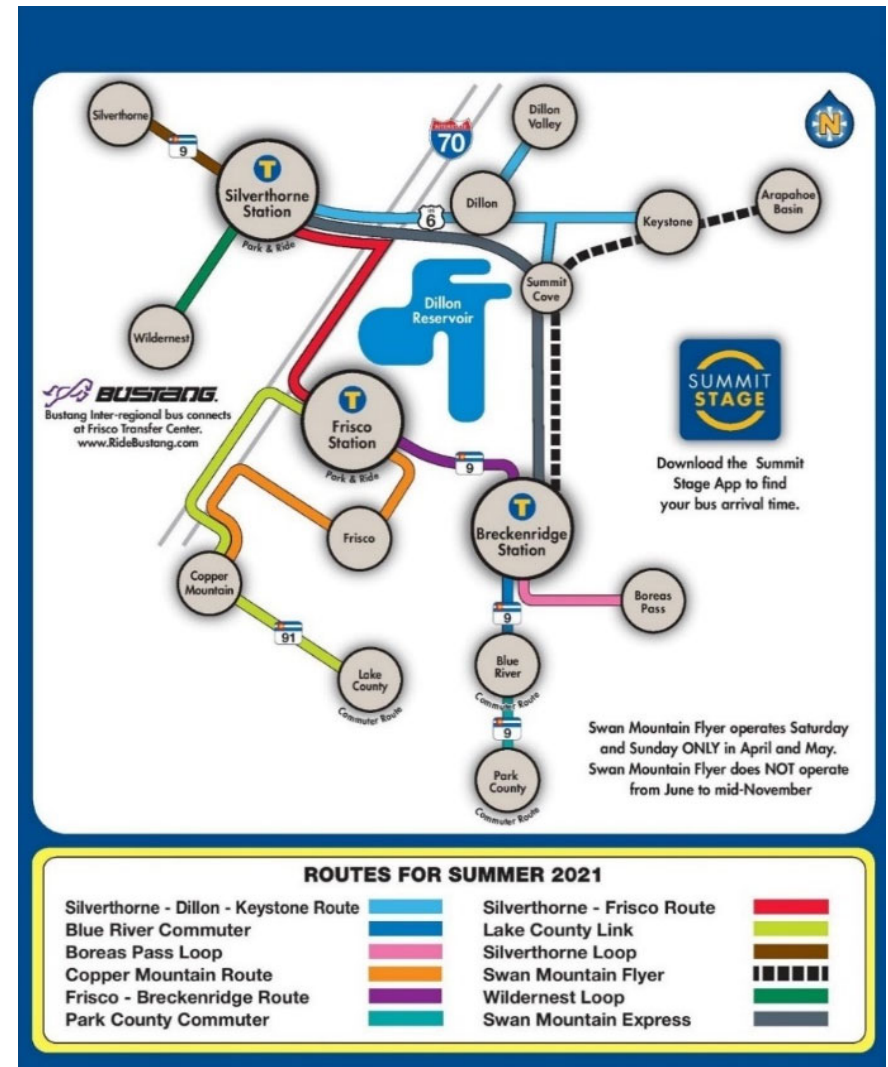 Silverthorne
9
T
Silverthorne
Station
Park & Ride
INTERSTATE
70
Dillon
Valley
N
Dillon
US
6
Keystone
Arapahoe
Basin
Summit
Cove
Dillon
Reservoir
Wildernest
BUSTANG.
Bustang Inter-regional bus connects
at Frisco Transfer Center.
www.RideBustang.com
T
Frisco
Station
Park & Ride
9
SUMMIT
STAGE
Download the Summit
Stage App to find
your bus arrival time.
Frisco
T
Breckenridge
Station
Copper
Mountain
91
Lake
County
Commuter Route
9
Boreas
Pass
Blue
River
Commuter Route
9
Park
County
Commuter Route
Swan Mountain Flyer operates Saturday
and Sunday ONLY in April and May.
Swan Mountain Flyer does NOT operate
from June to mid-November
ROUTES FOR SUMMER 2021
Silverthorne - Dillon - Keystone Route
Blue River Commuter
Boreas Pass Loop
Copper Mountain Route
Frisco - Breckenridge Route
Park County Commuter
Silverthorne - Frisco Route
Lake County Link
Silverthorne Loop
Swan Mountain Flyer
Wildernest Loop
Swan Mountain Express